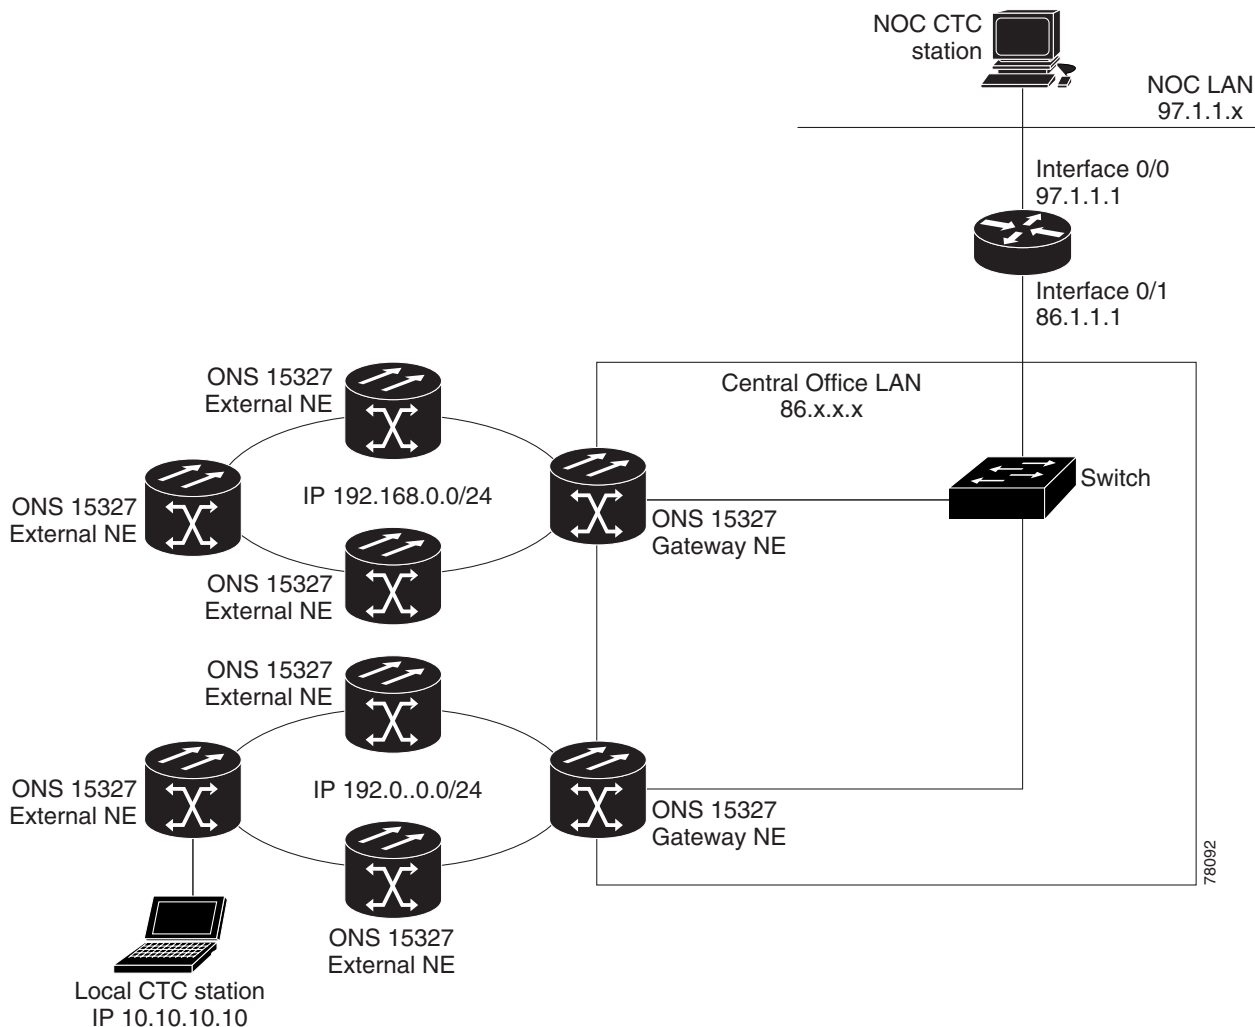 NOC CTC
station
NOC LAN
97.1.1.x
Interface 0/0
97.1.1.1
Interface 0/1
86.1.1.1
Central Office LAN
86.x.x.x
ONS 15327
External NE
ONS 15327
External NE
IP 192.168.0.0/24
Switch
ONS 15327
Gateway NE
ONS 15327
External NE
ONS 15327
External NE
ONS 15327
External NE
IP 192.0..0.0/24
ONS 15327
Gateway NE
78092
ONS 15327
External NE
Local CTC station
IP 10.10.10.10